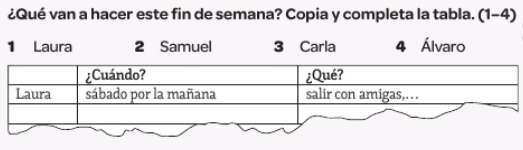 ¿Qué van a hacer este fin de semana? Copia y completa la tabla. (1–4)
1 Laura 2 Samuel 3 Carla 4 Álvaro
¿Cuándo? ¿Qué?
Laura sábado por la mañana salir con amigas,…